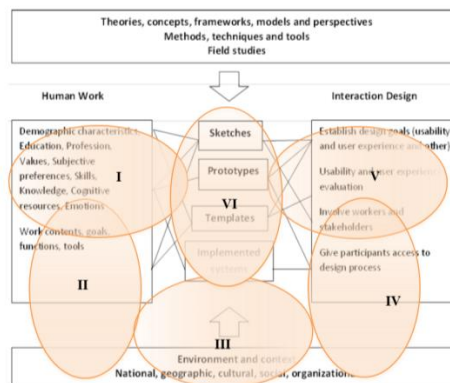 Theories, concepts, frameworks, models and perspectives
Methods, techniques and tools
Field studies
Human Work
Interaction Design
Demographic characteristics
Education, Profession,
Values, Subjective
preferences, Skills,
Knowledge, Cognitive
resources, Emotions
Work contents, goals,
functions, tools
I
II
Sketches
Prototypes
VI
Templates
Implemented
systems
Establish design goals (usability
and user experience and other)
V
Usability and user experience
evaluation
Involve workers and
stakeholders
Give participants access to
design process
IV
III
Environment and context
National, geographic, cultural, social, organizational